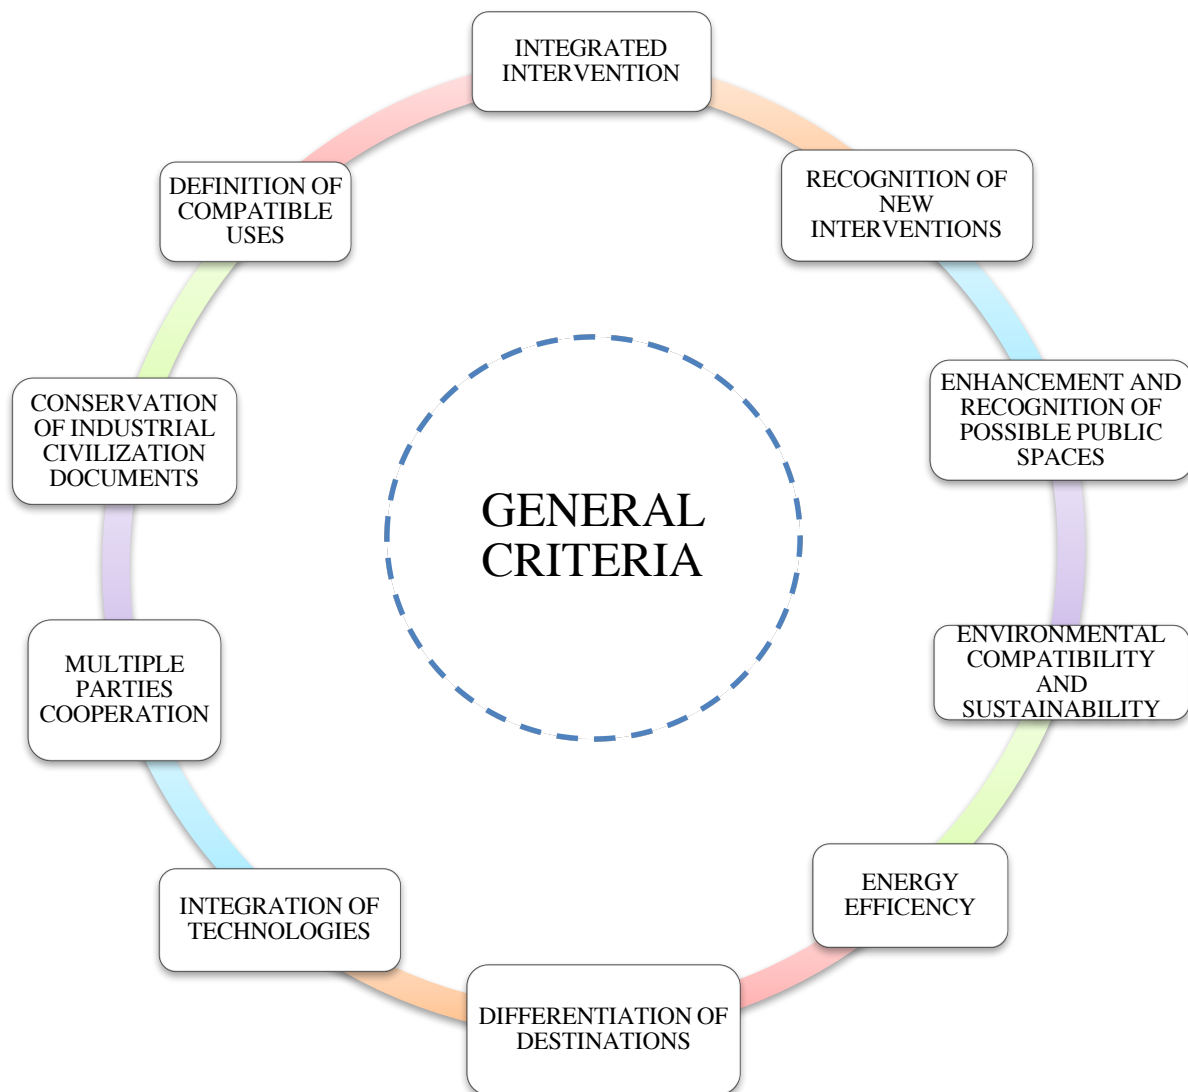 INTEGRATED
INTERVENTION
RECOGNITION OF
NEW
INTERVENTIONS
ENHANCEMENT AND
RECOGNITION OF
POSSIBLE PUBLIC
SPACES
ENVIRONMENTAL
COMPATIBILITY
AND
SUSTAINABILITY
ENERGY
EFFICENCY
DIFFERENTIATION OF
DESTINATIONS
INTEGRATION OF
TECHNOLOGIES
MULTIPLE
PARTIES
COOPERATION
CONSERVATION
OF INDUSTRIAL
CIVILIZATION
DOCUMENTS
DEFINITION OF
COMPATIBLE
USES
GENERAL
CRITERIA